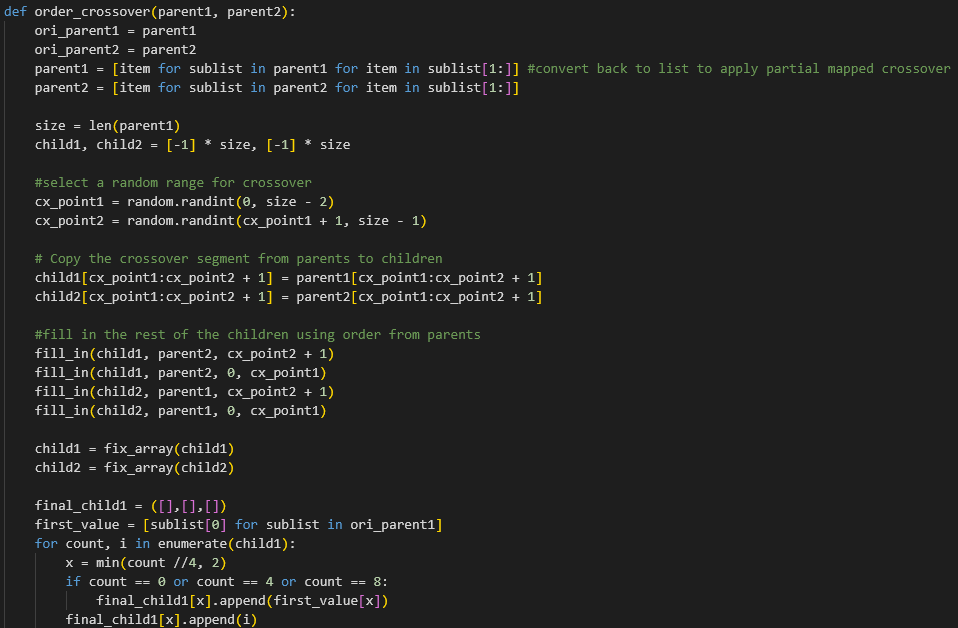 def order_crossover(parent1, parent2):
    ori_parent1 = parent1
    ori_parent2 = parent2
    parent1 = [item for sublist in parent1 for item in sublist[1:]] #convert back to list to apply partial mapped crossover
    parent2 = [item for sublist in parent2 for item in sublist[1:]]

    size = len(parent1)
    child1, child2 = [-1] * size, [-1] * size

    #select a random range for crossover
    cx_point1 = random.randint(0, size - 2)
    cx_point2 = random.randint(cx_point1 + 1, size - 1)

    # Copy the crossover segment from parents to children
    child1[cx_point1:cx_point2 + 1] = parent1[cx_point1:cx_point2 + 1]
    child2[cx_point1:cx_point2 + 1] = parent2[cx_point1:cx_point2 + 1]

    #fill in the rest of the children using order from parents
    fill_in(child1, parent2, cx_point2 + 1)
    fill_in(child1, parent2, 0, cx_point1)
    fill_in(child2, parent1, cx_point2 + 1)
    fill_in(child2, parent1, 0, cx_point1)

    child1 = fix_array(child1)
    child2 = fix_array(child2)

    final_child1 = ([],[],[])
    first_value = [sublist[0] for sublist in ori_parent1]
    for count, i in enumerate(child1):
        x = min(count //4, 2)
        if count == 0 or count == 4 or count == 8:
            final_child1[x].append(first_value[x])
        final_child1[x].append(i)